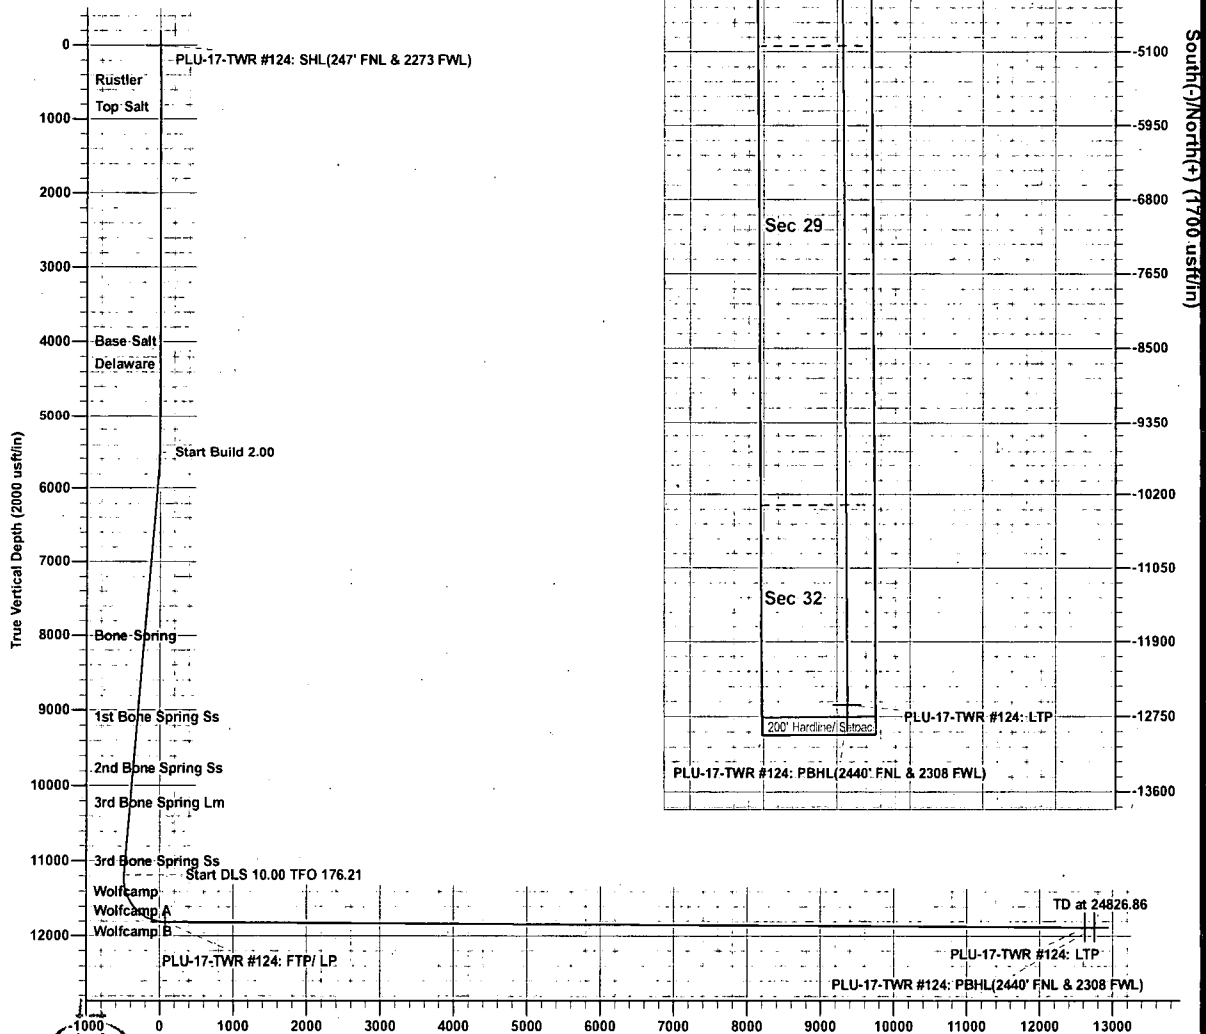 0
PLU-17-TWR #124: SHL(247' FNL & 2273 FWL)
Rustler
Top Salt
1000
2000
3000
4000
Base Salt
Delaware
5000
Start Build 2.00
6000
7000
8000
Bone Spring
9000
1st Bone Spring Ss
2nd Bone Spring Ss
10000
3rd Bone Spring Lm
11000
3rd Bone Spring Ss
Start DLS 10.00 TFO 176.21
Wolfcamp
Wolfcamp A
Wolfcamp B
12000
PLU-17-TWR #124: FTP/ LP
TD at 24826.86
PLU-17-TWR #124: LTP
PLU-17-TWR #124: PBHL(2440' FNL & 2308 FWL)
-1000 0 1000 2000 3000 4000 5000 6000 7000 8000 9000 10000 11000 12000 13000
True Vertical Depth (2000 usft/in)
-5100
-5950
-6800
Sec 29
-7650
-8500
-9350
-10200
-11050
Sec 32
-11900
-12750
PLU-17-TWR #124: LTP
200' Hardline/ Setbac
PLU-17-TWR #124: PBHL(2440' FNL & 2308 FWL)
-13600
South(-)/North(+) (1700 usft/in)